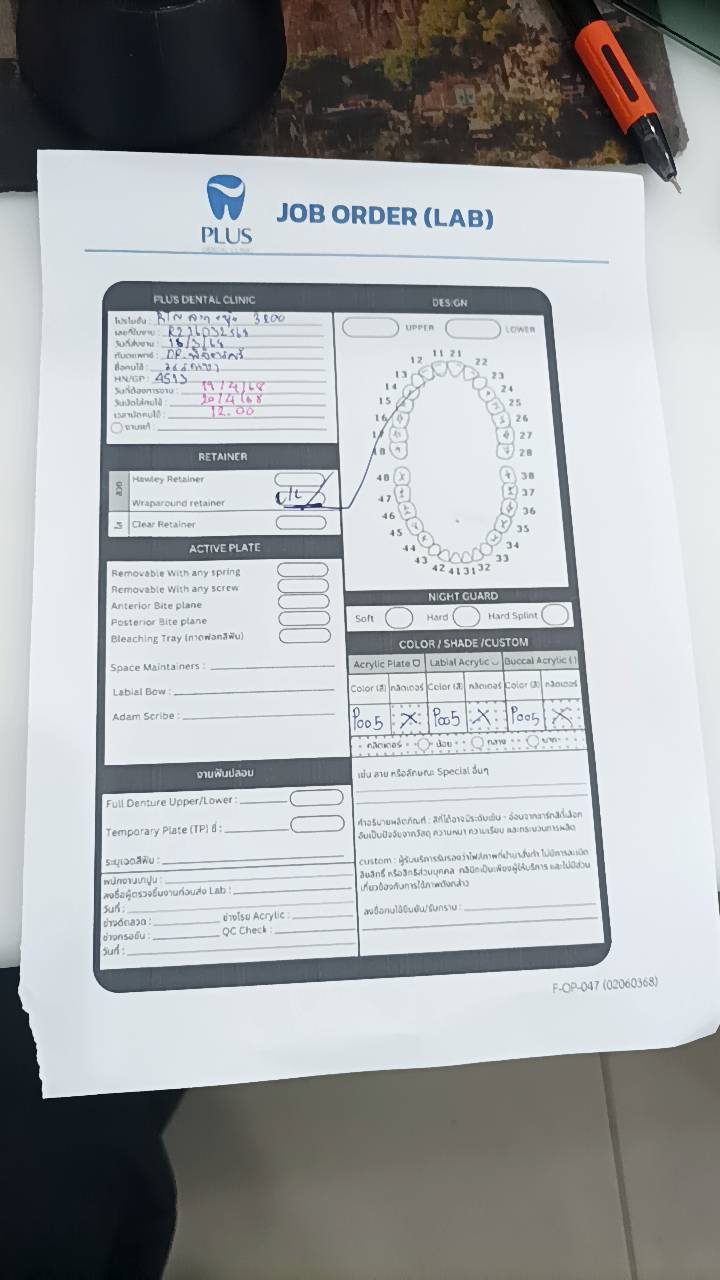 PLUS
DENTAL CLINIC
JOB ORDER (LAB)
PLUS DENTAL CLINIC
โปรโมชั่น : 3200
เลขที่ใบงาน :
วันที่ส่งงาน :
ทันตแพทย์ : DR.
ชื่อคนไข้ :
HN/GP : 4513
วันที่ต้องการงาน : 19/4/68
วันนัดใส่คนไข้ : 20/4/68
เวลานัดคนไข้ : 12.00
งานแก้ :
RETAINER
ลวด
Hawley Retainer
Wraparound retainer
CIL
ใส
Clear Retainer
ACTIVE PLATE
Removable With any spring
Removable With any screw
Anterior Bite plane
Posterior Bite plane
Bleaching Tray (ถาดฟอกสีฟัน)
Space Maintainers :
Labial Bow :
Adam Scribe :
งานฟันปลอม
Full Denture Upper/Lower :
Temporary Plate (TP) ซี่ :
ระบุเฉดสีฟัน :
พนักงานเทปูน :
ลงชื่อผู้ตรวจชิ้นงานก่อนส่ง Lab :
วันที่ :
ช่างดัดลวด : ช่างโรย Acrylic :
ช่างกรอขัด : QC Check :
วันที่ :
DESIGN
UPPER
LOWER
11 21
12 22
13 23
14 24
15 25
16 26
17 27
18 28
48 38
47 37
46 36
45 35
44 34
43 33
42 41 31 32
NIGHT GUARD
Soft Hard Hard Splint
COLOR / SHADE /CUSTOM
Acrylic Plate Labial Acrylic Buccal Acrylic ( )
Color (สี) กลิตเตอร์ Color (สี) กลิตเตอร์ Color (สี) กลิตเตอร์
P005 X P005 X P005 X
กลิตเตอร์ น้อย กลาง มาก
เช่น ลาย หรือลักษณะ Special อื่นๆ
คำอธิบายผลิตภัณฑ์ : สีที่ได้อาจมีระดับเข้ม - อ่อนจากชาร์ทสีที่เลือก
อันเป็นปัจจัยจากวัสดุ ความหนา ความเรียบ และกระบวนการผลิต
custom : ผู้รับบริการรับรองว่าไฟล์ภาพที่นำมาสั่งทำ ไม่มีการละเมิด
ลิขสิทธิ์ หรือสิทธิส่วนบุคคล คลินิกเป็นเพียงผู้ให้บริการ และไม่มีส่วน
เกี่ยวข้องกับการใช้ภาพดังกล่าว
ลงชื่อคนไข้ยืนยัน/รับทราบ :
F-OP-047 (02060368)